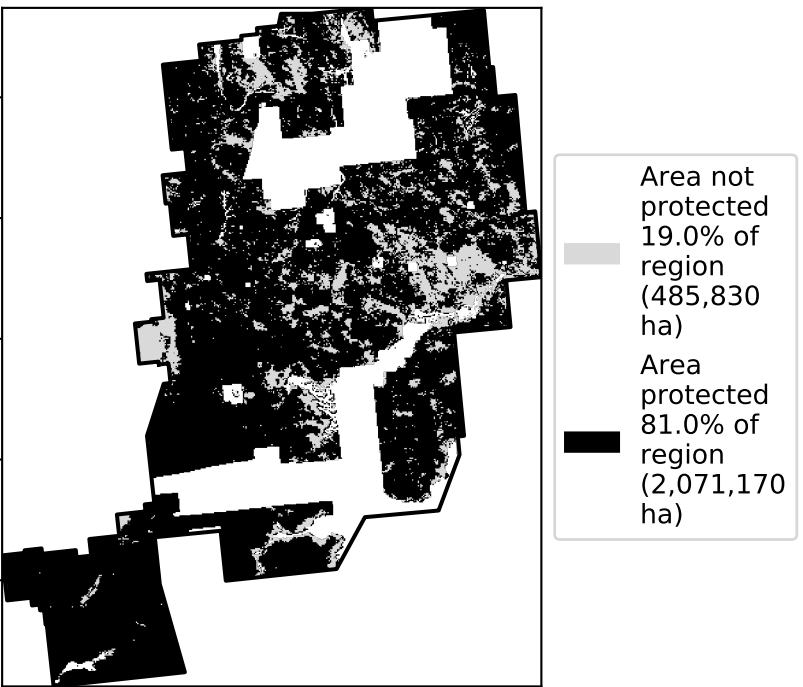 Area not
protected
19.0% of
region
(485,830
ha)
Area
protected
81.0% of
region
(2,071,170
ha)